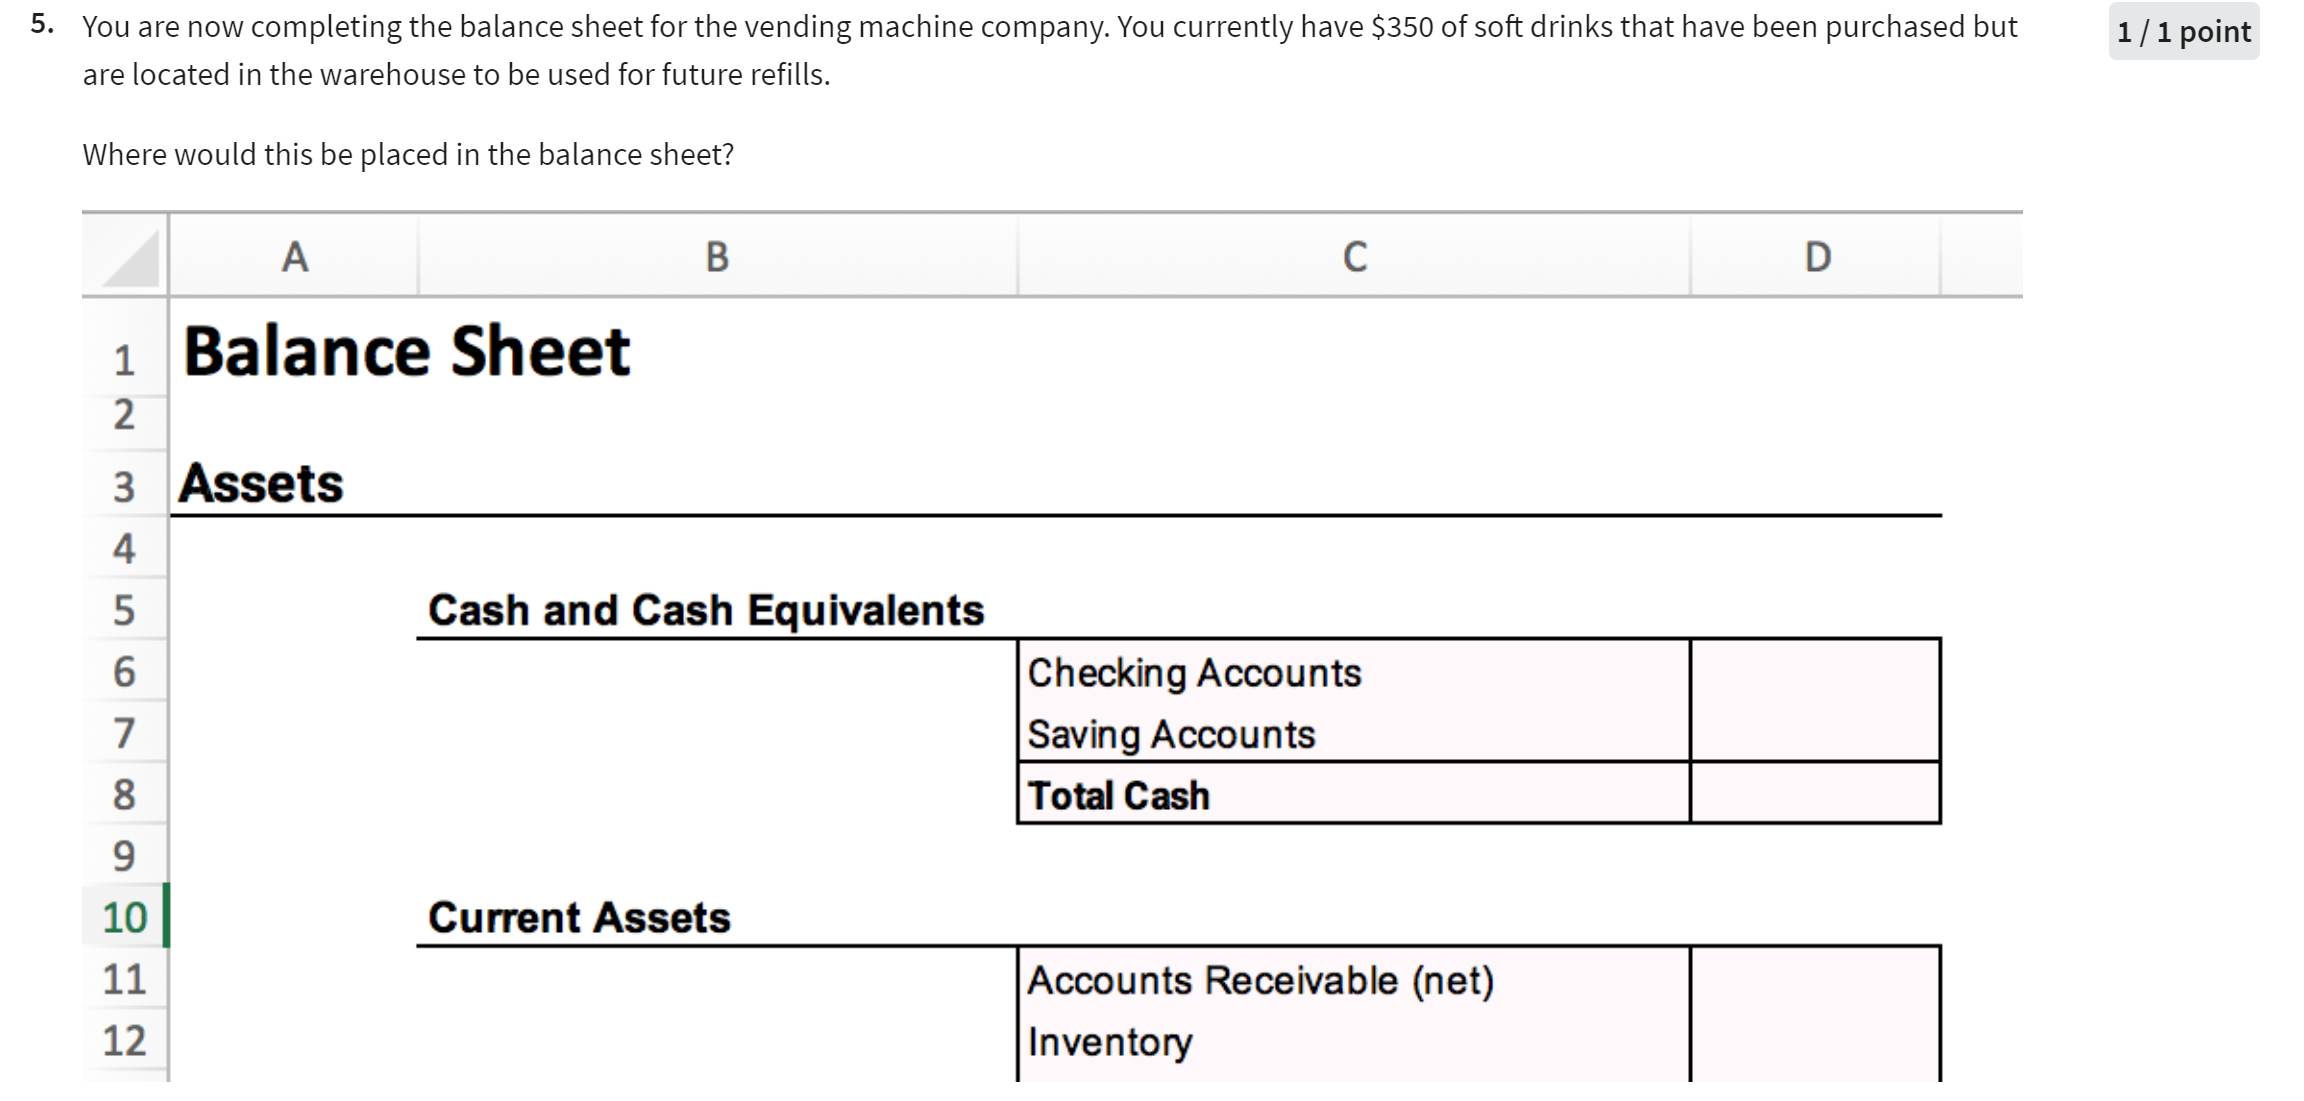 5. You are now completing the balance sheet for the vending machine company. You currently have $350 of soft drinks that have been purchased but
1 / 1 point
are located in the warehouse to be used for future refills.
Where would this be placed in the balance sheet?
A B C D
1 Balance Sheet
2
3 Assets
4
5 Cash and Cash Equivalents
6 Checking Accounts
7 Saving Accounts
8 Total Cash
9
10 Current Assets
11 Accounts Receivable (net)
12 Inventory